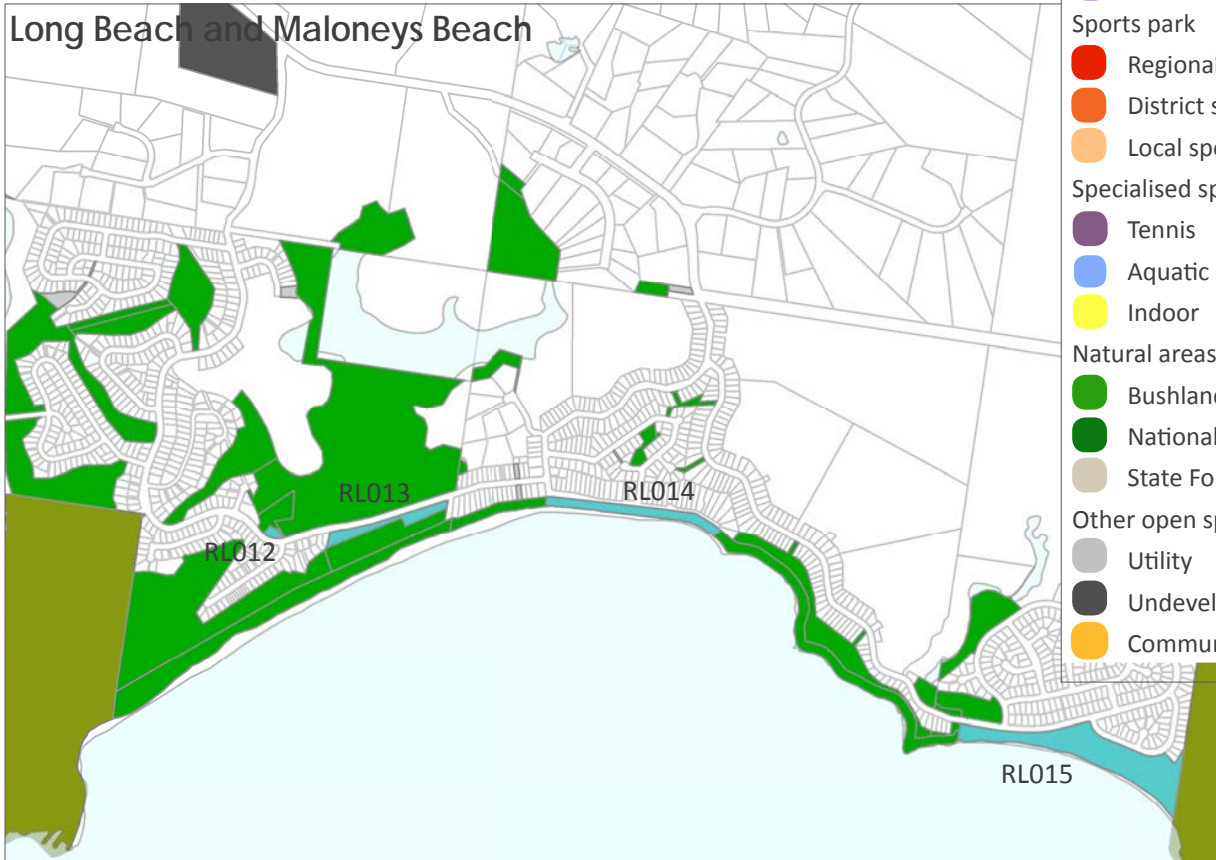 Long Beach and Maloneys Beach
RL012
RL013
RL014
RL015
Sports park
Regional
District s
Local spo
Specialised sp
Tennis
Aquatic
Indoor
Natural areas
Bushland
National
State Fo
Other open sp
Utility
Undevel
Commun